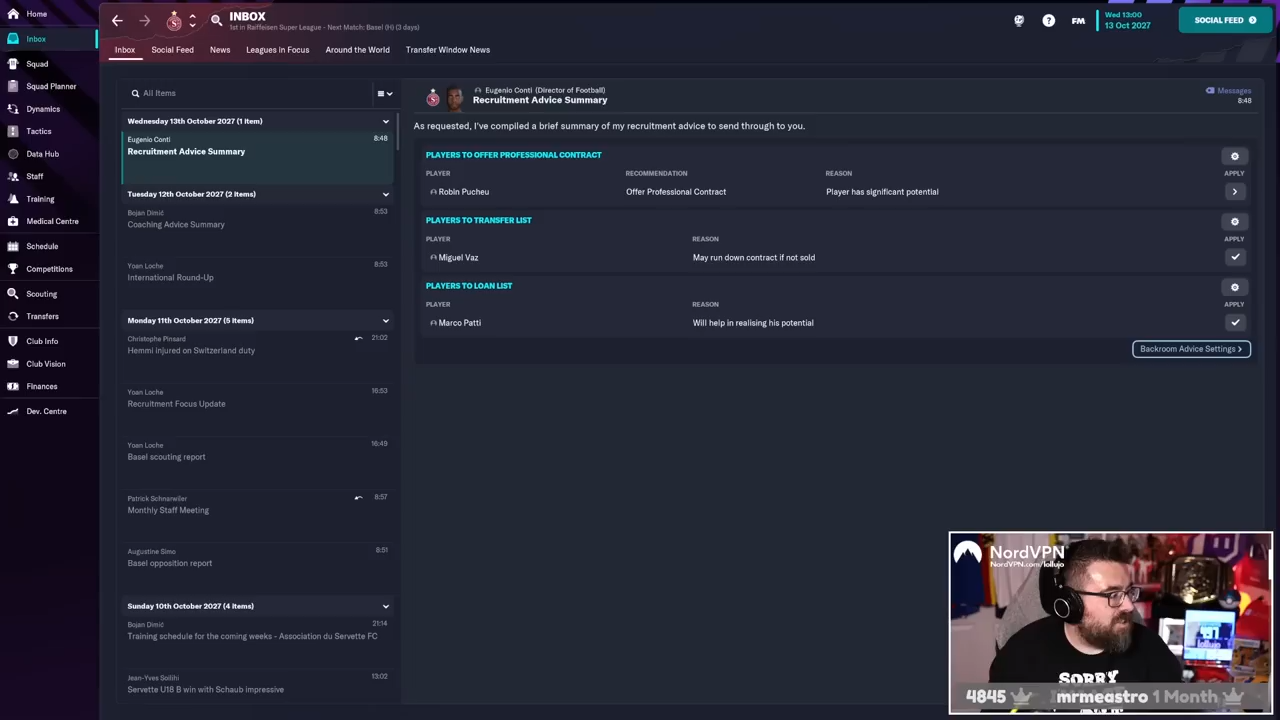 Home
Inbox
Squad
Squad Planner
Dynamics
Tactics
Data Hub
Staff
Training
Medical Centre
Schedule
Competitions
Scouting
Transfers
Club Info
Club Vision
Finances
Dev. Centre
INBOX
1st in Raiffeisen Super League - Next Match: Basel (H) (3 days)
FM
Wed 13:00
13 Oct 2027
SOCIAL FEED
Inbox
Social Feed
News
Leagues in Focus
Around the World
Transfer Window News
All Items
Wednesday 13th October 2027 (1 item)
Eugenio Conti 8:48
Recruitment Advice Summary
Tuesday 12th October 2027 (2 items)
Bojan Dimić 8:53
Coaching Advice Summary
Yoan Loche 8:53
International Round-Up
Monday 11th October 2027 (5 items)
Christophe Pinsard 21:02
Hemmi injured on Switzerland duty
Yoan Loche 16:53
Recruitment Focus Update
Yoan Loche 16:49
Basel scouting report
Patrick Schnarwiler 8:57
Monthly Staff Meeting
Augustine Simo 8:51
Basel opposition report
Sunday 10th October 2027 (4 items)
Bojan Dimić 21:14
Training schedule for the coming weeks - Association du Servette FC
Jean-Yves Soilihi 13:02
Servette U18 B win with Schaub impressive
Eugenio Conti (Director of Football)
Recruitment Advice Summary
Messages
8:48
As requested, I've compiled a brief summary of my recruitment advice to send through to you.
PLAYERS TO OFFER PROFESSIONAL CONTRACT
PLAYER RECOMMENDATION REASON APPLY
Robin Pucheu Offer Professional Contract Player has significant potential
PLAYERS TO TRANSFER LIST
PLAYER REASON APPLY
Miguel Vaz May run down contract if not sold
PLAYERS TO LOAN LIST
PLAYER REASON APPLY
Marco Patti Will help in realising his potential
Backroom Advice Settings
NordVPN
NordVPN.com/lollujo
lollujo
SORRY
4845 mrmeastro 1 Month